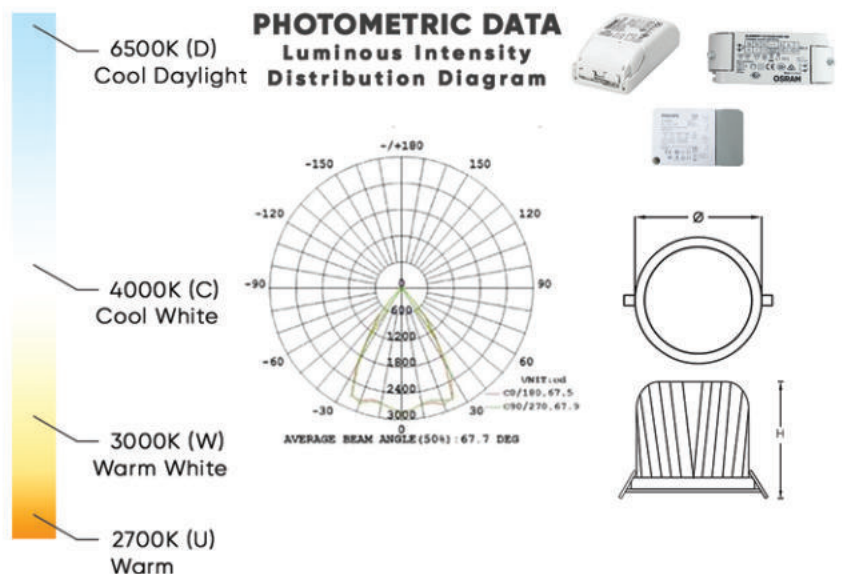 PHOTOMETRIC DATA
Luminous Intensity
Distribution Diagram
6500K (D)
Cool Daylight
4000K (C)
Cool White
3000K (W)
Warm White
2700K (U)
Warm
-/+180
-150
150
-120
120
-90
90
-60
60
-30
30
0
0
600
1200
1800
2400
3000
UNIT:cd
C0/180,67.5
C90/270,67.9
AVERAGE BEAM ANGLE(50%):67.7 DEG
OSRAM
PHILIPS
Ø
H